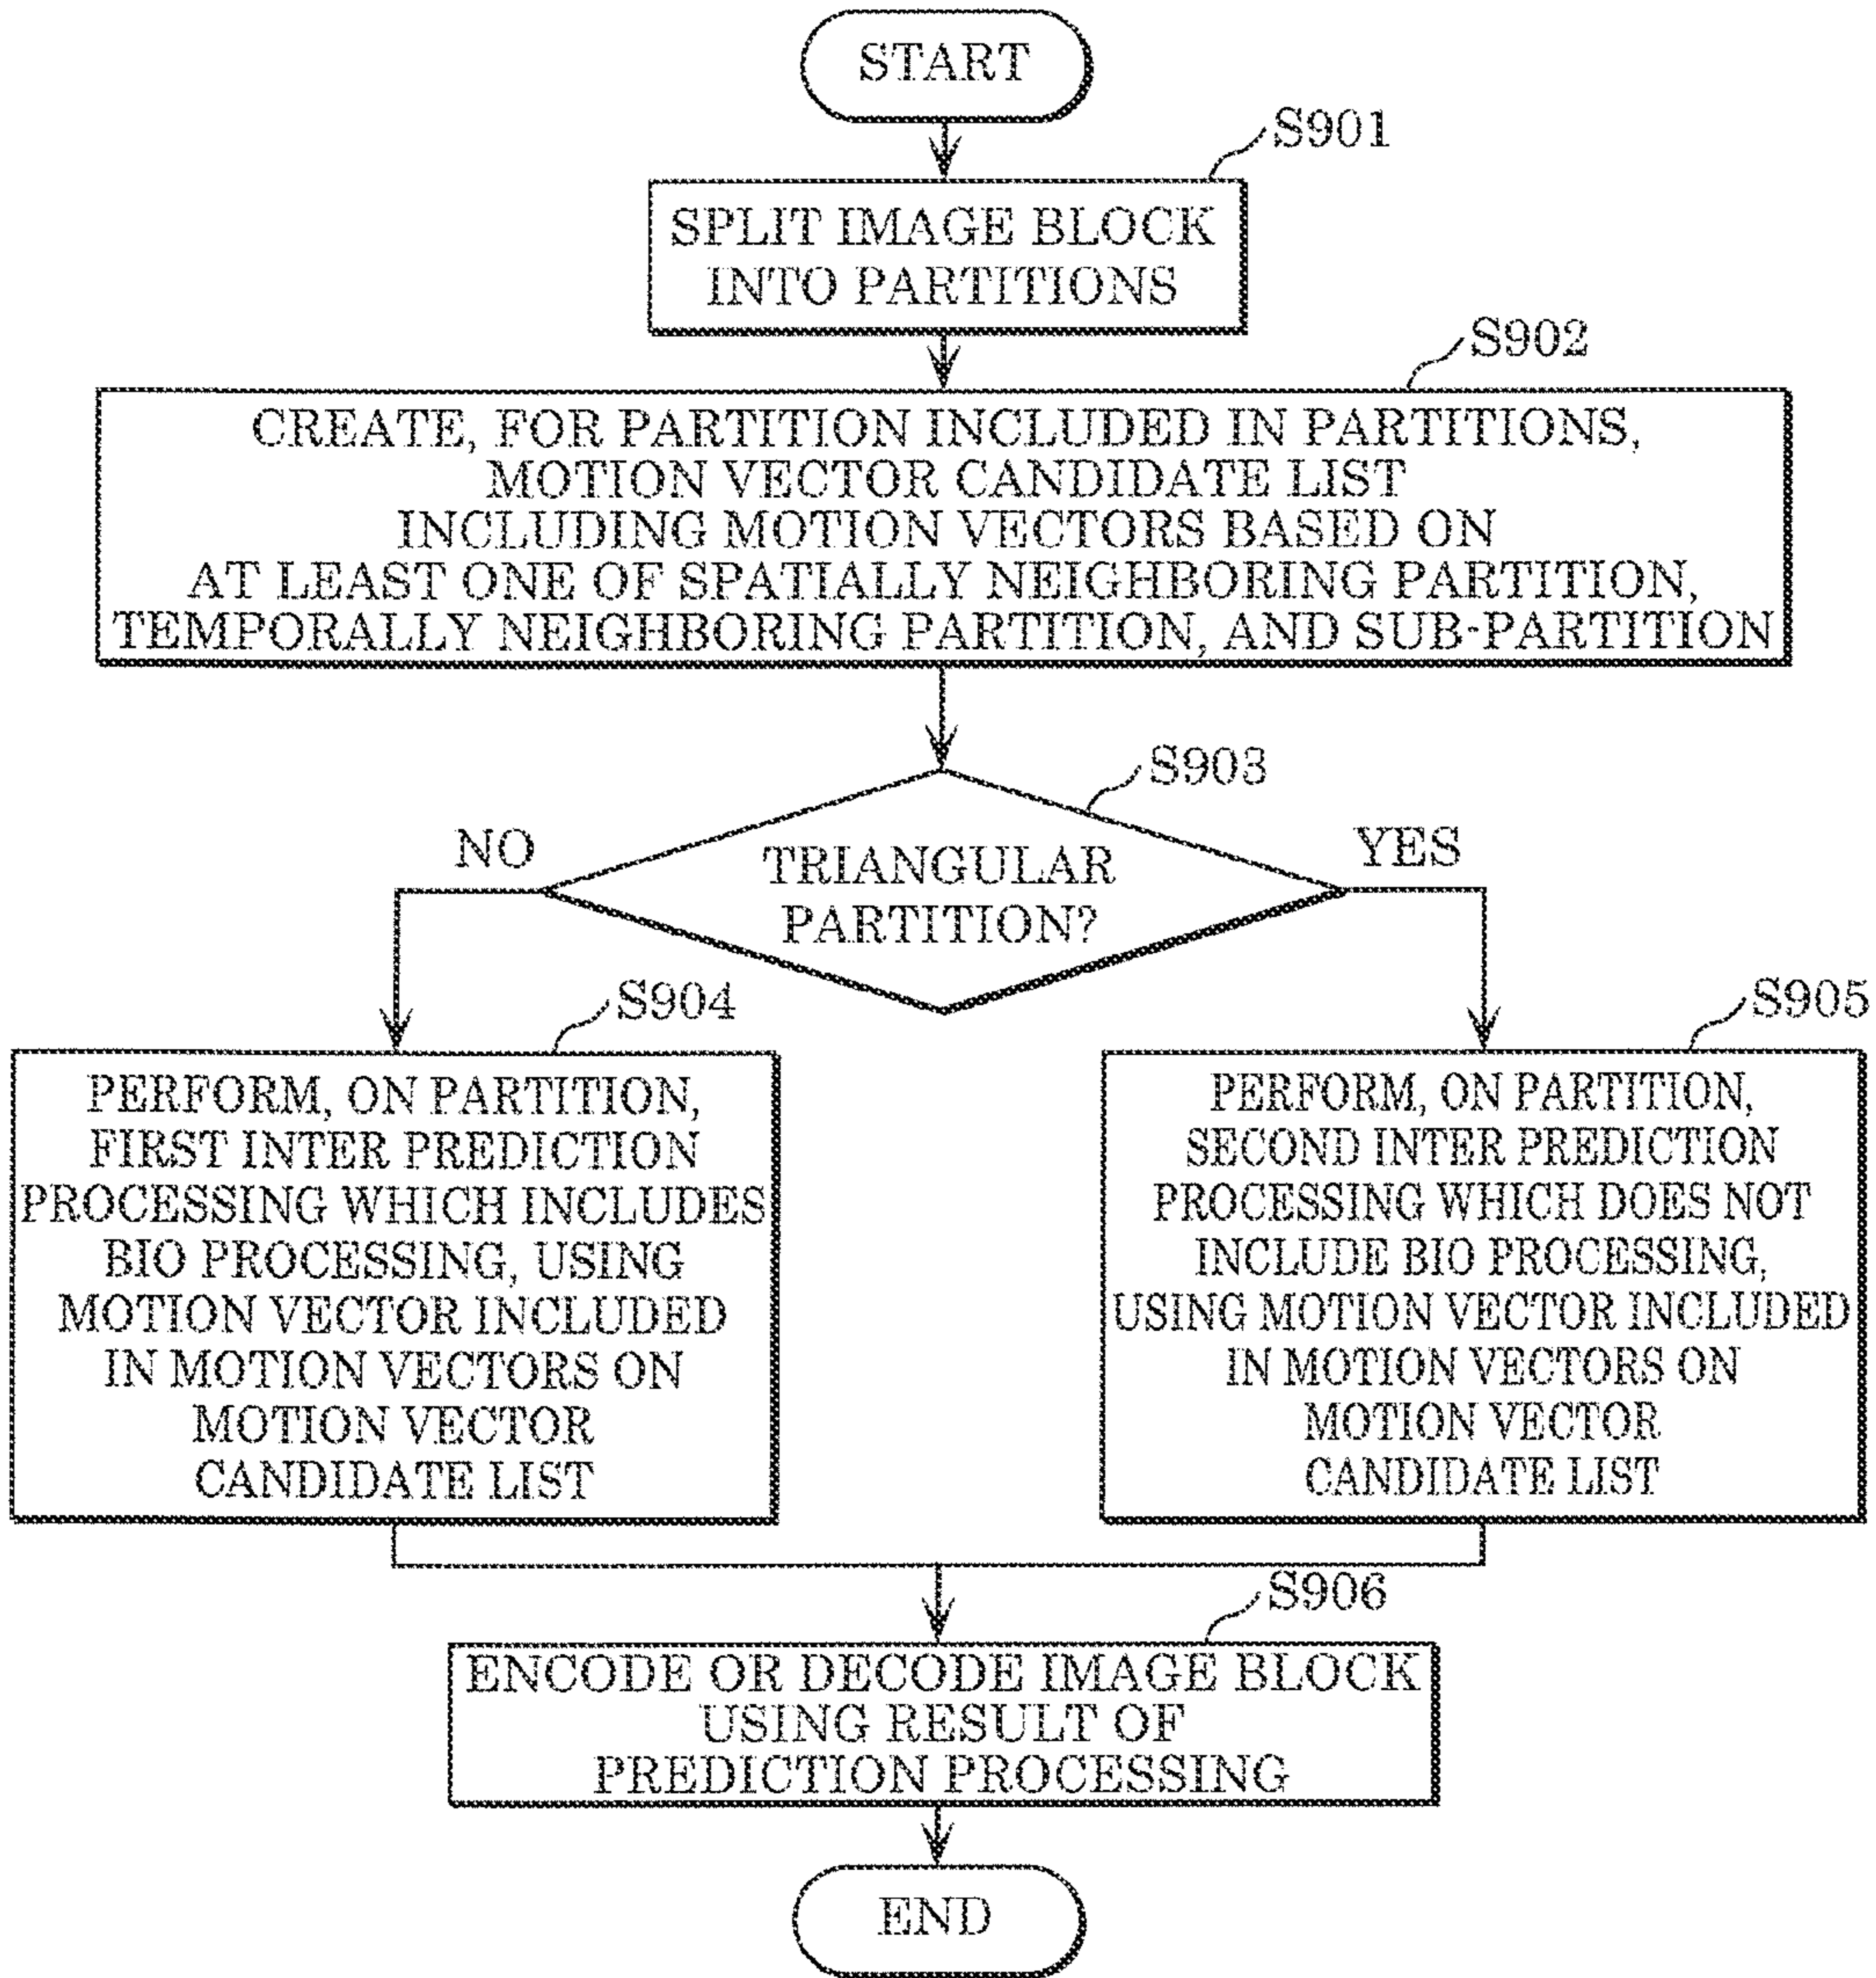 START
S901
SPLIT IMAGE BLOCK
INTO PARTITIONS
S902
CREATE, FOR PARTITION INCLUDED IN PARTITIONS,
MOTION VECTOR CANDIDATE LIST
INCLUDING MOTION VECTORS BASED ON
AT LEAST ONE OF SPATIALLY NEIGHBORING PARTITION,
TEMPORALLY NEIGHBORING PARTITION, AND SUB-PARTITION
S903
NO
YES
TRIANGULAR
PARTITION?
S904
PERFORM, ON PARTITION,
FIRST INTER PREDICTION
PROCESSING WHICH INCLUDES
BIO PROCESSING, USING
MOTION VECTOR INCLUDED
IN MOTION VECTORS ON
MOTION VECTOR
CANDIDATE LIST
S905
PERFORM, ON PARTITION,
SECOND INTER PREDICTION
PROCESSING WHICH DOES NOT
INCLUDE BIO PROCESSING,
USING MOTION VECTOR INCLUDED
IN MOTION VECTORS ON
MOTION VECTOR
CANDIDATE LIST
S906
ENCODE OR DECODE IMAGE BLOCK
USING RESULT OF
PREDICTION PROCESSING
END